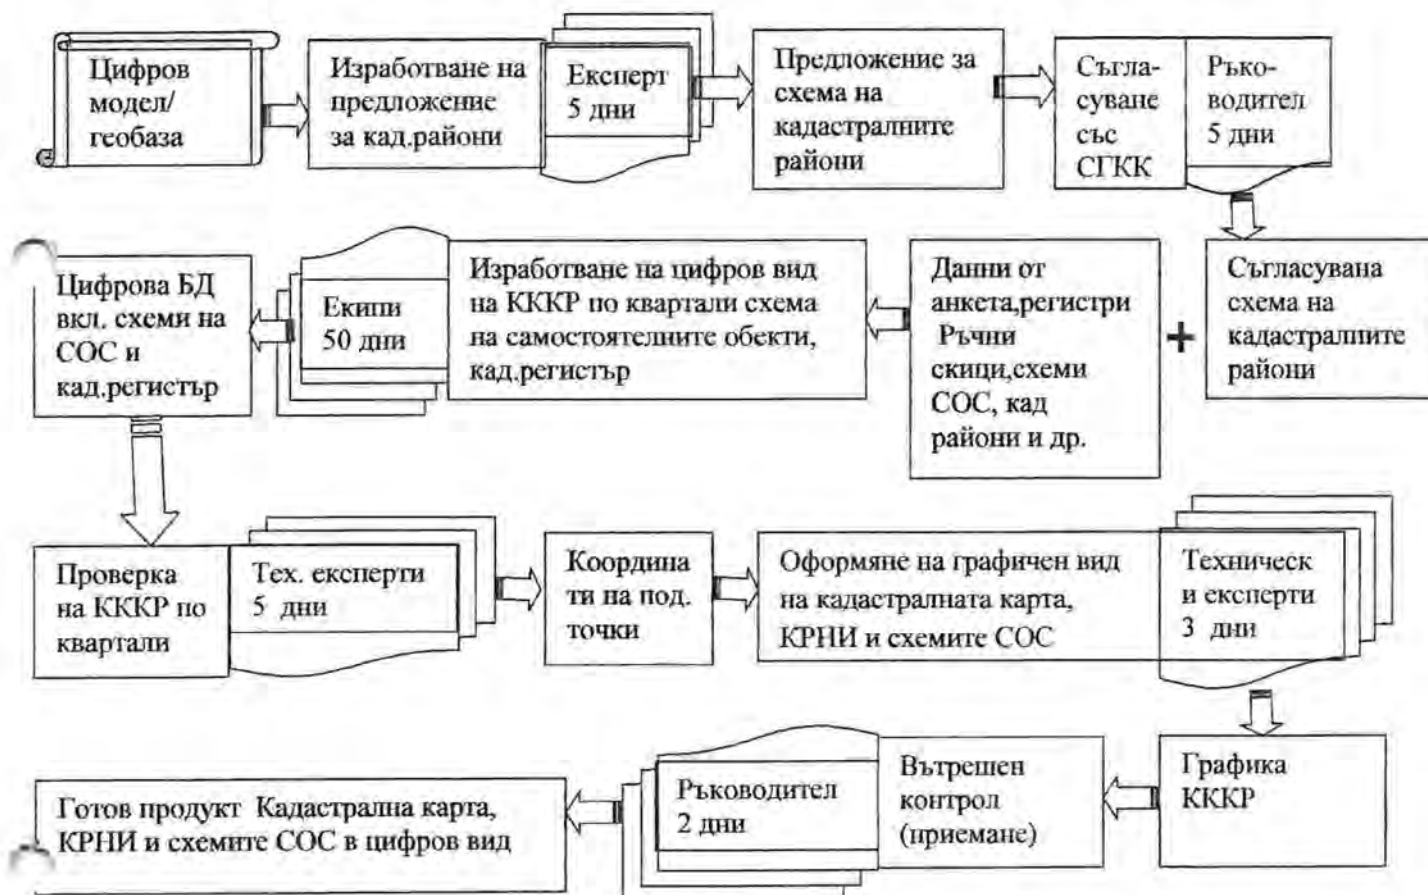 Цифров
модел/
геобаза
Изработване на
предложение
за кад.райони
Експерт
5 дни
Предложение за
схема на
кадастралните
райони
Съгла-
суване
със
СГКК
Ръко-
водител
5 дни
Съгласувана
схема на
кадастралните
райони
+
Данни от
анкета,регистри
Ръчни
скици,схеми
СОС, кад
райони и др.
Изработване на цифров вид
на КККР по квартали схема
на самостоятелните обекти,
кад.регистър
Екипи
50 дни
Цифрова БД
вкл. схеми на
СОС и
кад.регистър
Проверка
на КККР по
квартали
Тех. експерти
5 дни
Координа
ти на под.
точки
Оформяне на графичен вид
на кадастралната карта,
КРНИ и схемите СОС
Техническ
и експерти
3 дни
Графика
КККР
Вътрешен
контрол
(приемане)
Ръководител
2 дни
Готов продукт Кадастрална карта,
КРНИ и схемите СОС в цифров вид